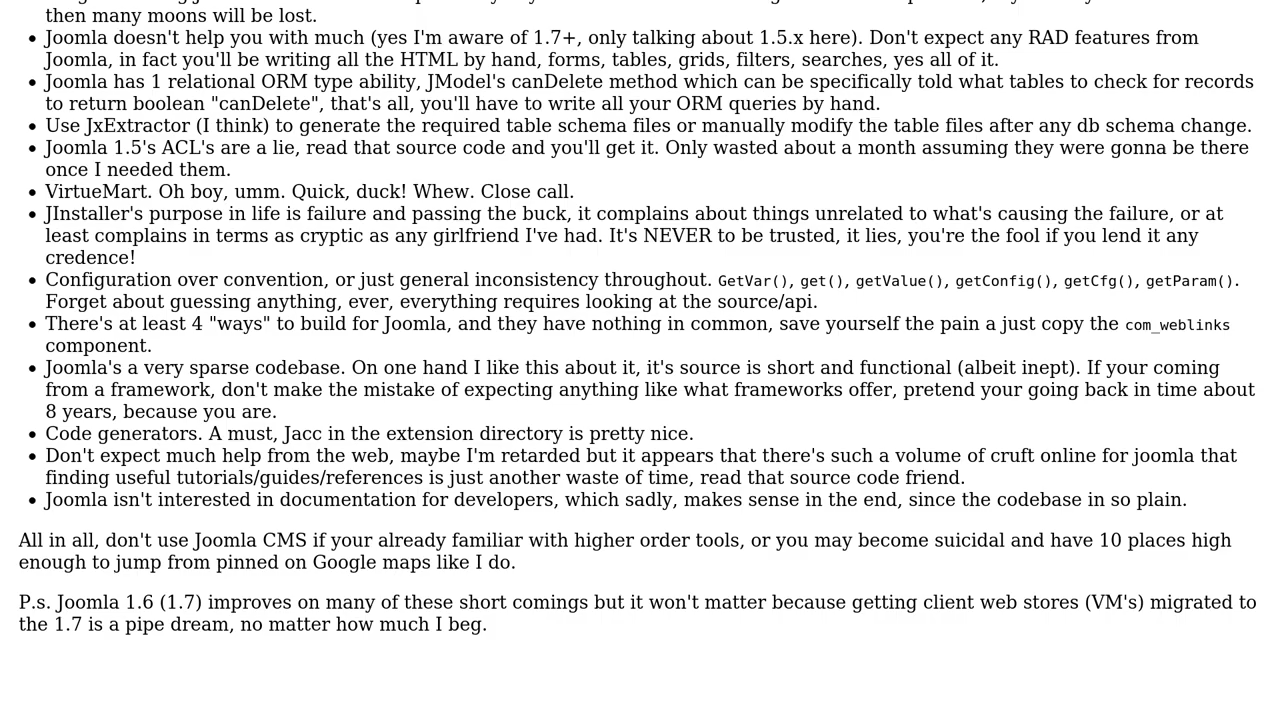 then many moons will be lost.
Joomla doesn't help you with much (yes I'm aware of 1.7+, only talking about 1.5.x here). Don't expect any RAD features from
Joomla, in fact you'll be writing all the HTML by hand, forms, tables, grids, filters, searches, yes all of it.
Joomla has 1 relational ORM type ability, JModel's canDelete method which can be specifically told what tables to check for records
to return boolean "canDelete", that's all, you'll have to write all your ORM queries by hand.
Use JxExtractor (I think) to generate the required table schema files or manually modify the table files after any db schema change.
Joomla 1.5's ACL's are a lie, read that source code and you'll get it. Only wasted about a month assuming they were gonna be there
once I needed them.
VirtueMart. Oh boy, umm. Quick, duck! Whew. Close call.
JInstaller's purpose in life is failure and passing the buck, it complains about things unrelated to what's causing the failure, or at
least complains in terms as cryptic as any girlfriend I've had. It's NEVER to be trusted, it lies, you're the fool if you lend it any
credence!
Configuration over convention, or just general inconsistency throughout. GetVar(), get(), getValue(), getConfig(), getCfg(), getParam().
Forget about guessing anything, ever, everything requires looking at the source/api.
There's at least 4 "ways" to build for Joomla, and they have nothing in common, save yourself the pain a just copy the com_weblinks
component.
Joomla's a very sparse codebase. On one hand I like this about it, it's source is short and functional (albeit inept). If your coming
from a framework, don't make the mistake of expecting anything like what frameworks offer, pretend your going back in time about
8 years, because you are.
Code generators. A must, Jacc in the extension directory is pretty nice.
Don't expect much help from the web, maybe I'm retarded but it appears that there's such a volume of cruft online for joomla that
finding useful tutorials/guides/references is just another waste of time, read that source code friend.
Joomla isn't interested in documentation for developers, which sadly, makes sense in the end, since the codebase in so plain.
All in all, don't use Joomla CMS if your already familiar with higher order tools, or you may become suicidal and have 10 places high
enough to jump from pinned on Google maps like I do.
P.s. Joomla 1.6 (1.7) improves on many of these short comings but it won't matter because getting client web stores (VM's) migrated to
the 1.7 is a pipe dream, no matter how much I beg.